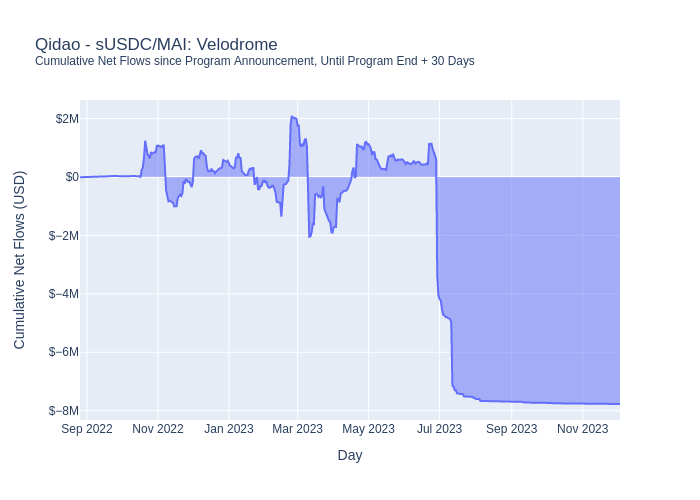 Qidao - sUSDC/MAI: Velodrome
Cumulative Net Flows since Program Announcement, Until Program End + 30 Days
Cumulative Net Flows (USD)
$2M
$0
$−2M
$−4M
$−6M
$−8M
Sep 2022 Nov 2022 Jan 2023 Mar 2023 May 2023 Jul 2023 Sep 2023 Nov 2023
Day